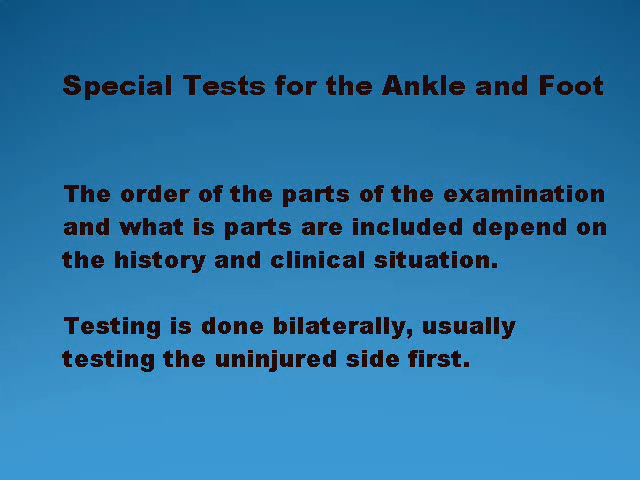 Special Tests for the Ankle and Foot
The order of the parts of the examination
and what is parts are included depend on
the history and clinical situation.
Testing is done bilaterally, usually
testing the uninjured side first.